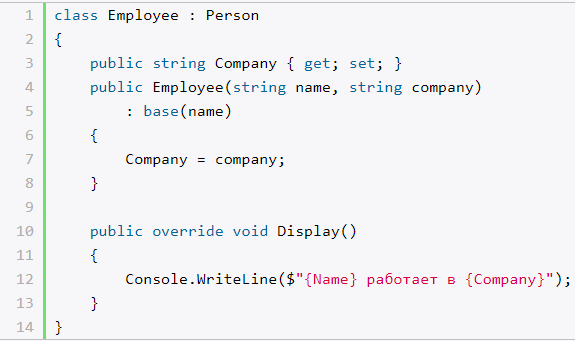 1 class Employee : Person
2 {
3     public string Company { get; set; }
4     public Employee(string name, string company)
5         : base(name)
6     {
7         Company = company;
8     }
9
10     public override void Display()
11     {
12         Console.WriteLine($"{Name} работает в {Company}");
13     }
14 }